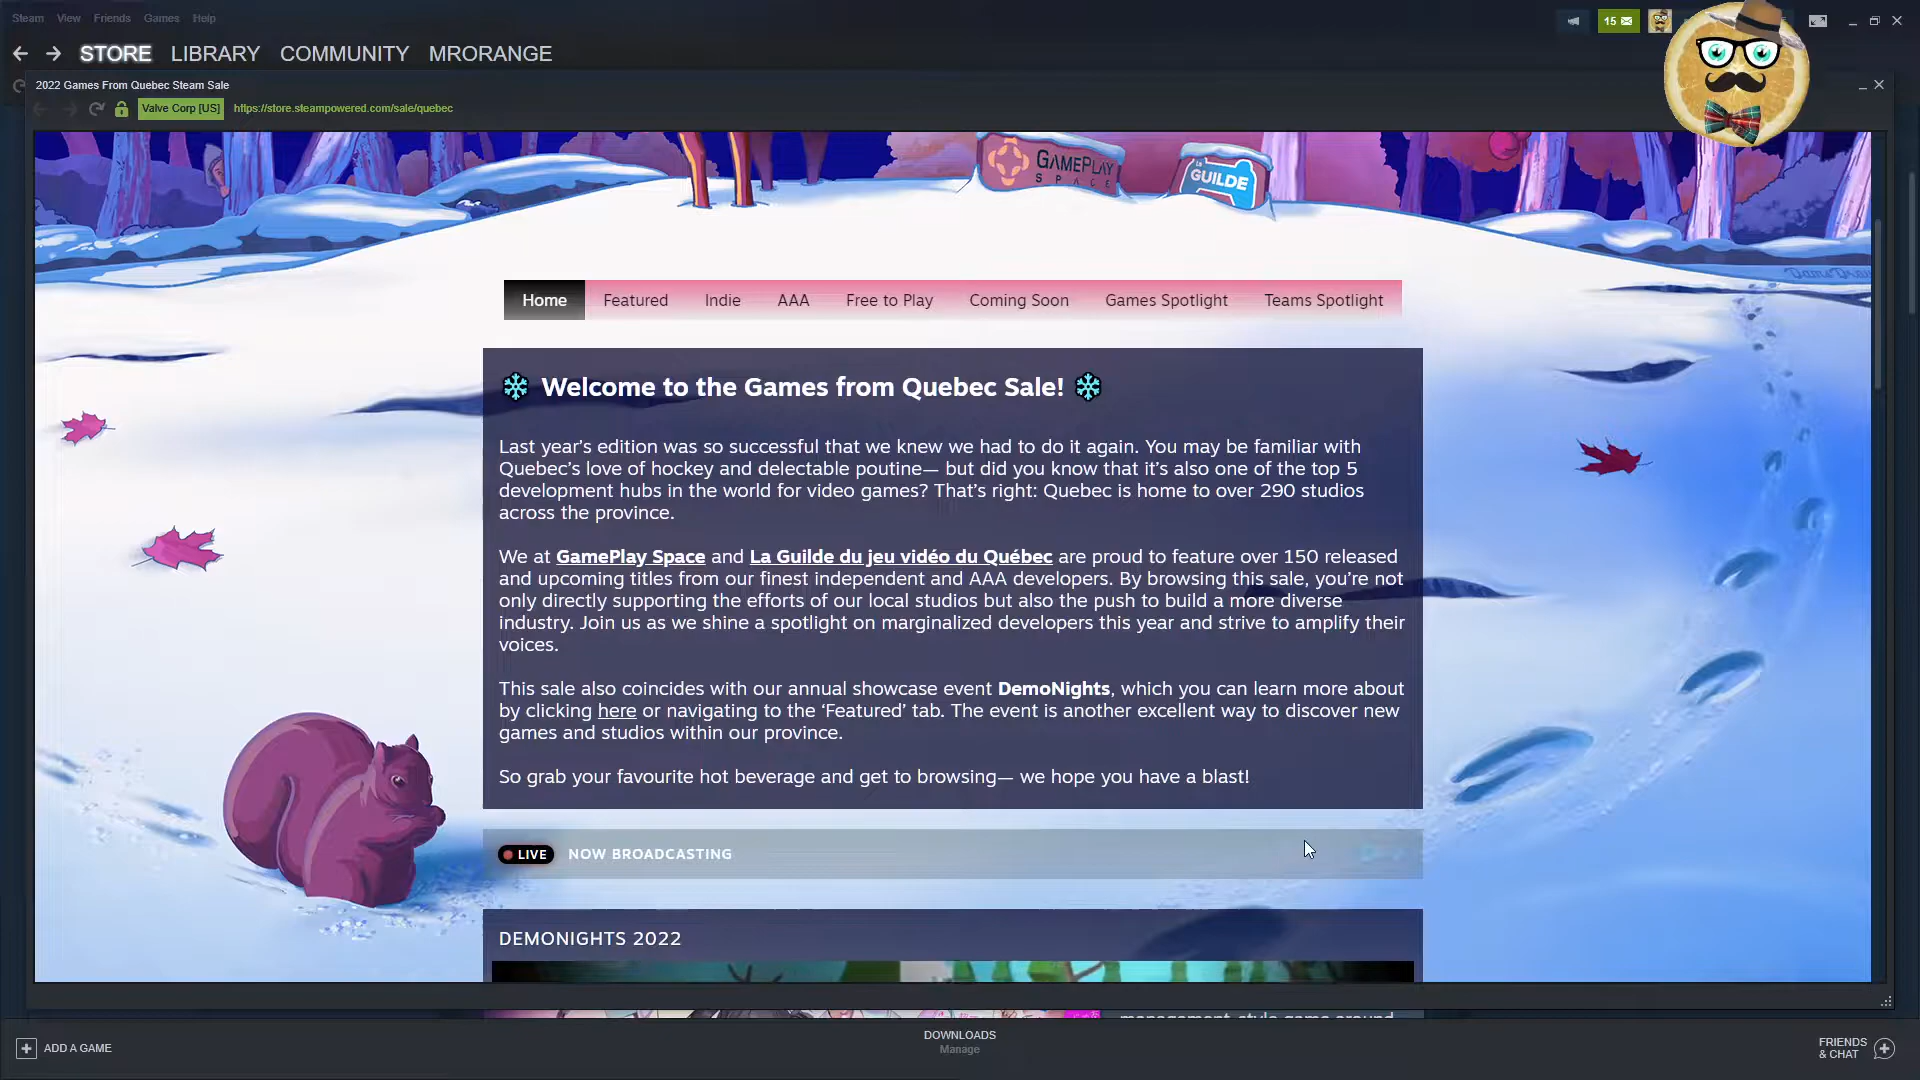 Steam View Friends Games Help
15
STORE LIBRARY COMMUNITY MRORANGE
2022 Games From Quebec Steam Sale
Valve Corp [US] https://store.steampowered.com/sale/quebec
GAMEPLAY
SPACE
La
GUILDE
Home Featured Indie AAA Free to Play Coming Soon Games Spotlight Teams Spotlight
Welcome to the Games from Quebec Sale!
Last year's edition was so successful that we knew we had to do it again. You may be familiar with
Quebec's love of hockey and delectable poutine— but did you know that it's also one of the top 5
development hubs in the world for video games? That's right: Quebec is home to over 290 studios
across the province.
We at GamePlay Space and La Guilde du jeu vidéo du Québec are proud to feature over 150 released
and upcoming titles from our finest independent and AAA developers. By browsing this sale, you're not
only directly supporting the efforts of our local studios but also the push to build a more diverse
industry. Join us as we shine a spotlight on marginalized developers this year and strive to amplify their
voices.
This sale also coincides with our annual showcase event DemoNights, which you can learn more about
by clicking here or navigating to the ‘Featured’ tab. The event is another excellent way to discover new
games and studios within our province.
So grab your favourite hot beverage and get to browsing— we hope you have a blast!
LIVE NOW BROADCASTING
DEMONIGHTS 2022
management-style game around
ADD A GAME
DOWNLOADS
Manage
FRIENDS
& CHAT